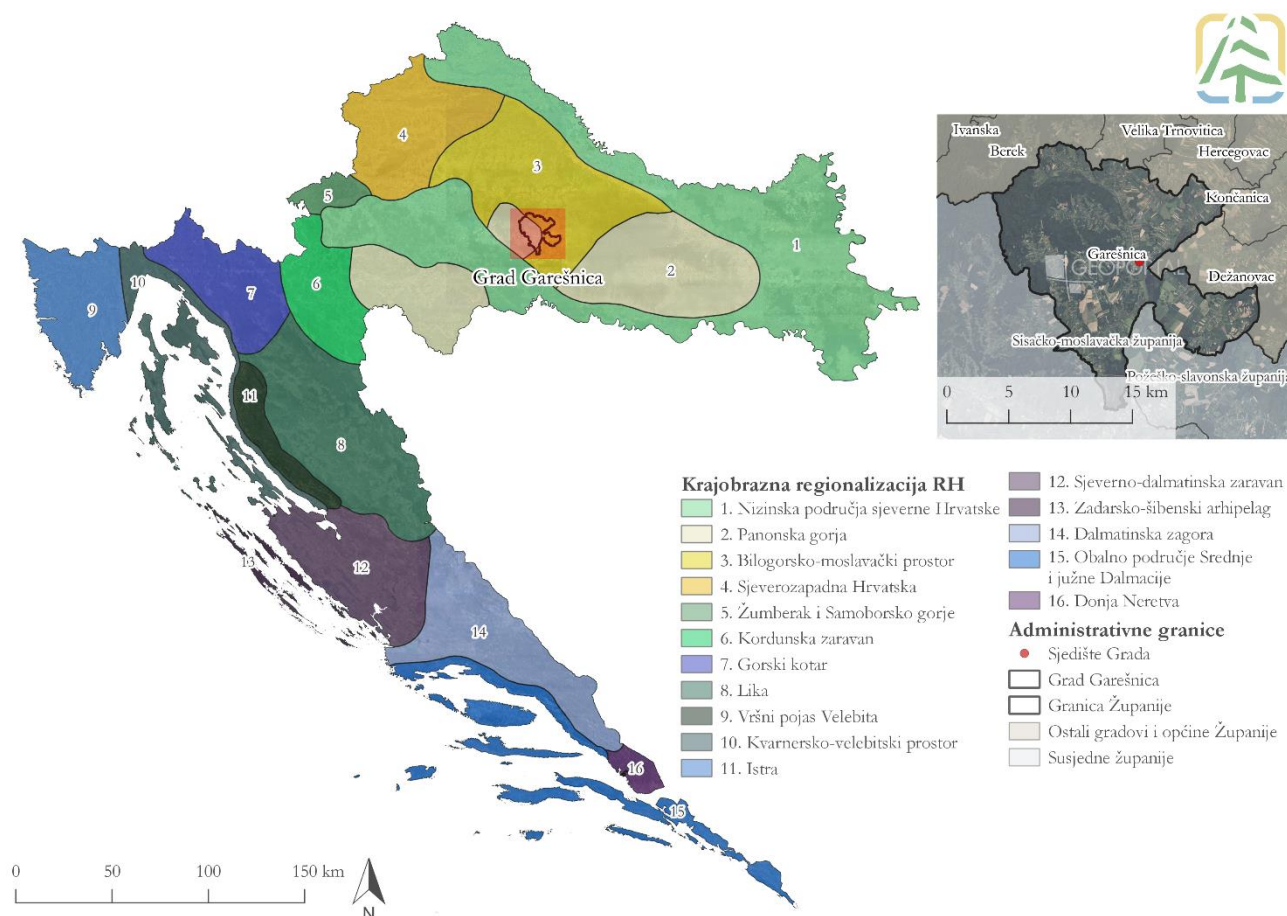 4
3
5
1
2
Grad Garešnica
6
7
10
9
11
8
12
13
14
16
15
0 50 100 150 km
N
Ivanska
Berek
Velika Trnovitica
Hercegovac
Končanica
Garešnica
Dežanovac
Sisačko-moslavačka županija
Požeško-slavonska županija
0 5 10 15 km
Krajobrazna regionalizacija RH
1. Nizinska područja sjeverne Hrvatske
2. Panonska gorja
3. Bilogorsko-moslavački prostor
4. Sjeverozapadna Hrvatska
5. Žumberak i Samoborsko gorje
6. Kordunska zaravan
7. Gorski kotar
8. Lika
9. Vršni pojas Velebita
10. Kvarnersko-velebitski prostor
11. Istra
12. Sjeverno-dalmatinska zaravan
13. Zadarsko-šibenski arhipelag
14. Dalmatinska zagora
15. Obalno područje Srednje
i južne Dalmacije
16. Donja Neretva
Administrativne granice
Sjedište Grada
Grad Garešnica
Granica Županije
Ostali gradovi i općine Županije
Susjedne županije